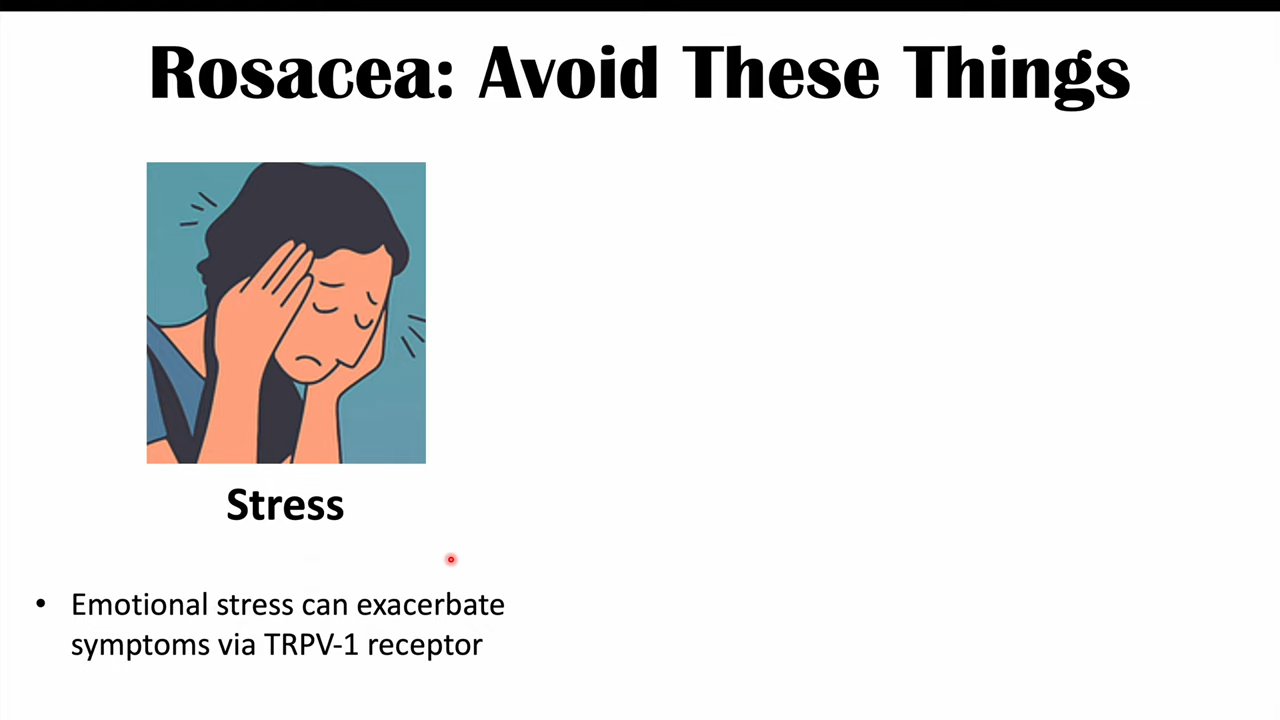 Rosacea: Avoid These Things
Stress
• Emotional stress can exacerbate
symptoms via TRPV-1 receptor